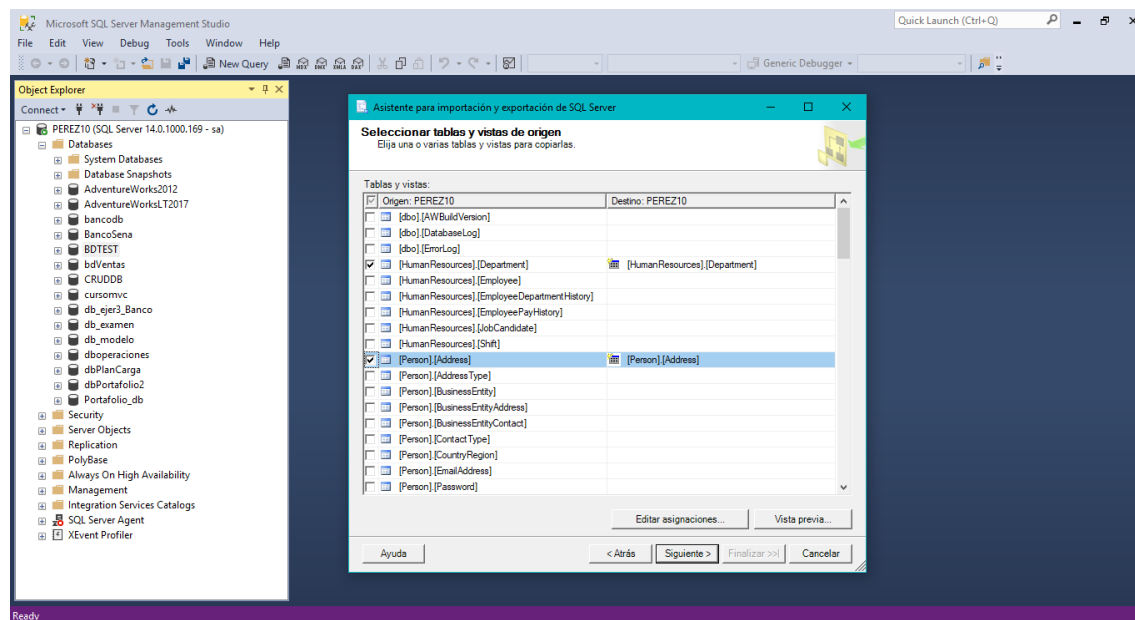 Microsoft SQL Server Management Studio
Quick Launch (Ctrl+Q)
File Edit View Debug Tools Window Help
New Query
MDX DMX XMLA DAX
Generic Debugger
Object Explorer
Connect
PEREZ10 (SQL Server 14.0.1000.169 - sa)
Databases
System Databases
Database Snapshots
AdventureWorks2012
AdventureWorksLT2017
bancodb
BancoSena
BDTEST
bdVentas
CRUDDB
cursomvc
db_ejer3_Banco
db_examen
db_modelo
dboperaciones
dbPlanCarga
dbPortafolio2
Portafolio_db
Security
Server Objects
Replication
PolyBase
Always On High Availability
Management
Integration Services Catalogs
SQL Server Agent
XEvent Profiler
Asistente para importación y exportación de SQL Server
Seleccionar tablas y vistas de origen
Elija una o varias tablas y vistas para copiarlas.
Tablas y vistas:
Origen: PEREZ10 Destino: PEREZ10
[dbo].[AWBuildVersion]
[dbo].[DatabaseLog]
[dbo].[ErrorLog]
[HumanResources].[Department] [HumanResources].[Department]
[HumanResources].[Employee]
[HumanResources].[EmployeeDepartmentHistory]
[HumanResources].[EmployeePayHistory]
[HumanResources].[JobCandidate]
[HumanResources].[Shift]
[Person].[Address] [Person].[Address]
[Person].[AddressType]
[Person].[BusinessEntity]
[Person].[BusinessEntityAddress]
[Person].[BusinessEntityContact]
[Person].[ContactType]
[Person].[CountryRegion]
[Person].[EmailAddress]
[Person].[Password]
Editar asignaciones... Vista previa...
Ayuda < Atrás Siguiente > Finalizar >>| Cancelar
Ready